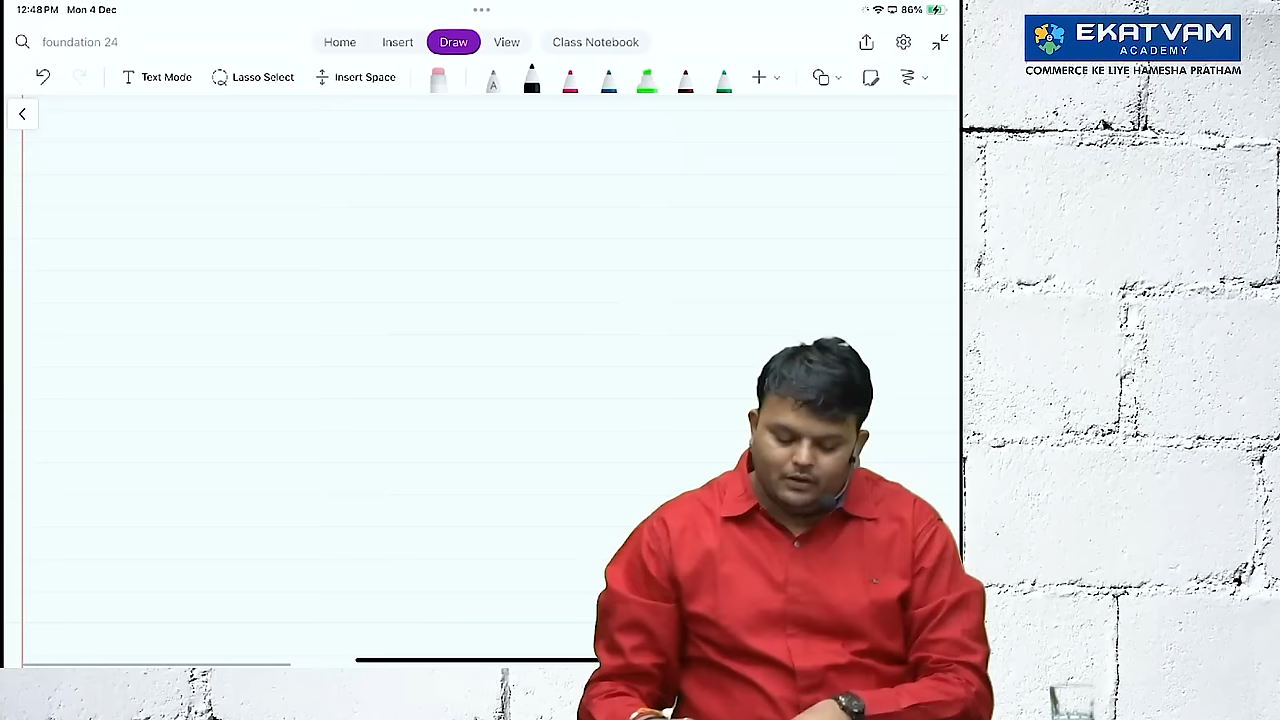 12:48 PM Mon 4 Dec
86%
foundation 24
Home Insert Draw View Class Notebook
Text Mode Lasso Select Insert Space
A
EKATVAM
ACADEMY
COMMERCE KE LIYE HAMESHA PRATHAM